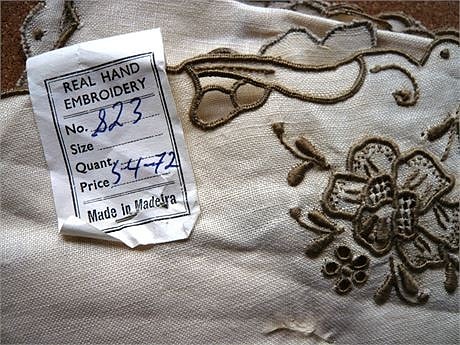 REAL HAND
EMBROIDERY
No. 823
Size
Quant
Price 54-72
Made in Madeira